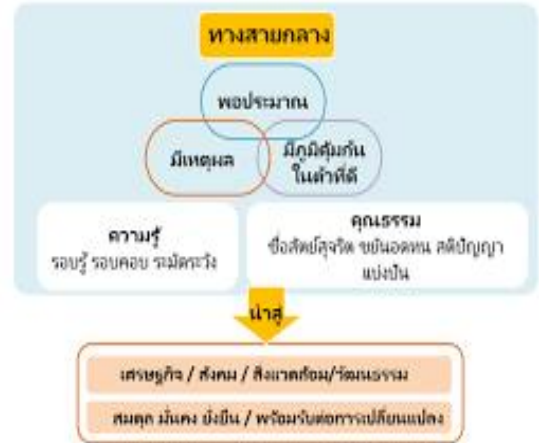 ทางสายกลาง
พอประมาณ
มีเหตุผล
มีภูมิคุ้มกัน
ในตัวที่ดี
ความรู้
รอบรู้ รอบคอบ ระมัดระวัง
คุณธรรม
ซื่อสัตย์สุจริต ขยันอดทน สติปัญญา
แบ่งปัน
นำสู่
เศรษฐกิจ / สังคม / สิ่งแวดล้อม/วัฒนธรรม
สมดุล มั่นคง ยั่งยืน / พร้อมรับต่อการเปลี่ยนแปลง